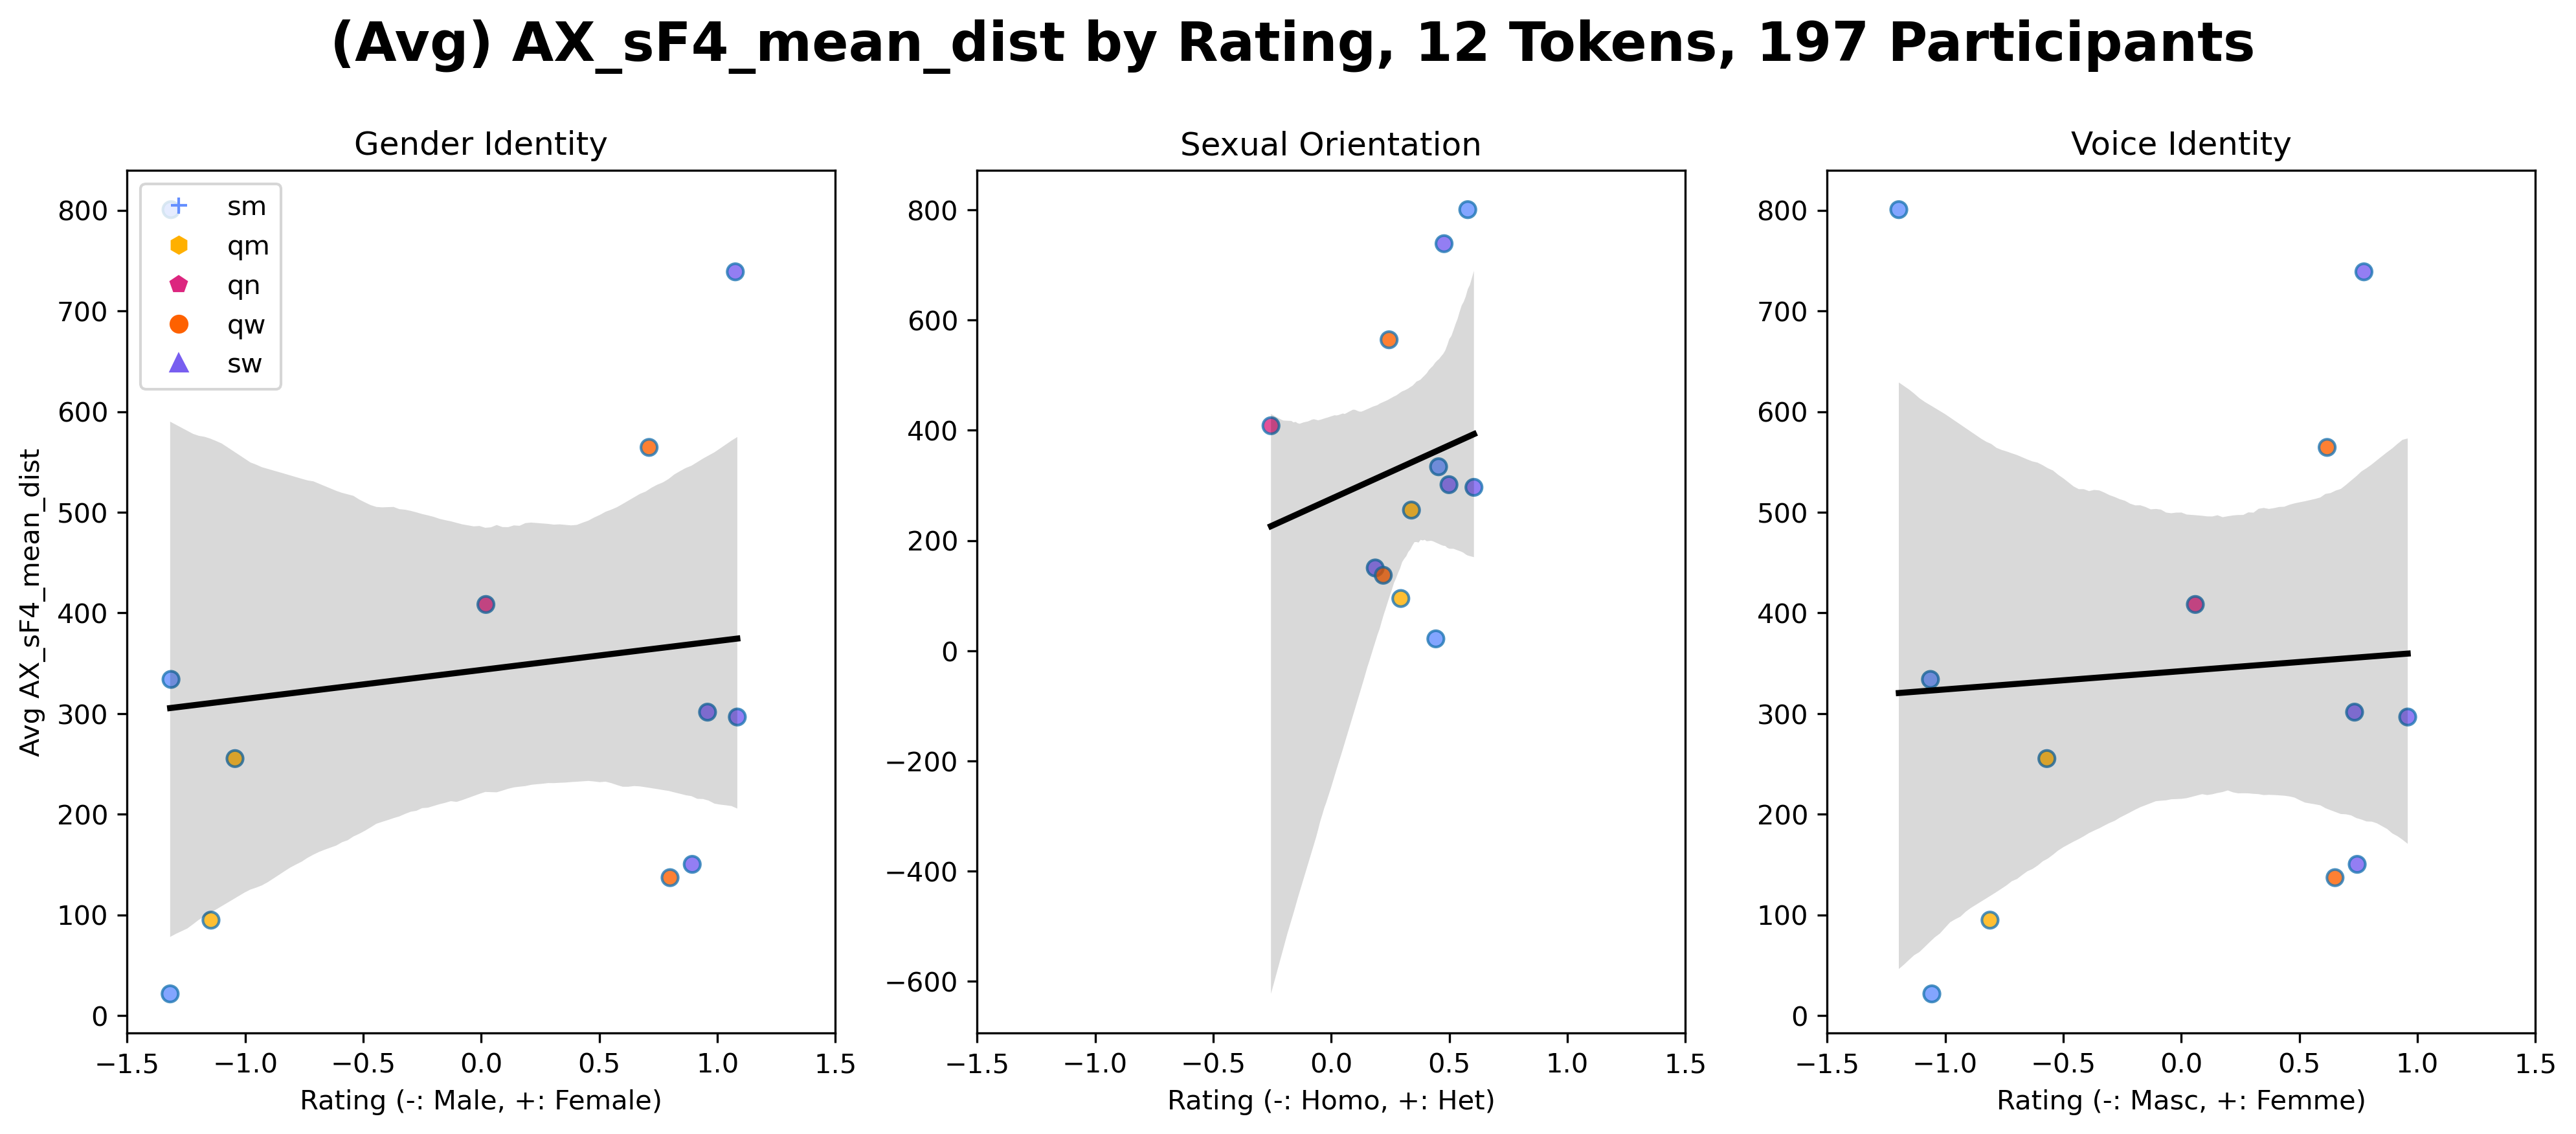 (Avg) AX_sF4_mean_dist by Rating, 12 Tokens, 197 Participants
Gender Identity
Sexual Orientation
Voice Identity
sm
qm
qn
qw
sw
Avg AX_sF4_mean_dist
800
700
600
500
400
300
200
100
0
−1.5 −1.0 −0.5 0.0 0.5 1.0 1.5
Rating (-: Male, +: Female)
800
600
400
200
0
−200
−400
−600
−1.5 −1.0 −0.5 0.0 0.5 1.0 1.5
Rating (-: Homo, +: Het)
800
700
600
500
400
300
200
100
0
−1.5 −1.0 −0.5 0.0 0.5 1.0 1.5
Rating (-: Masc, +: Femme)